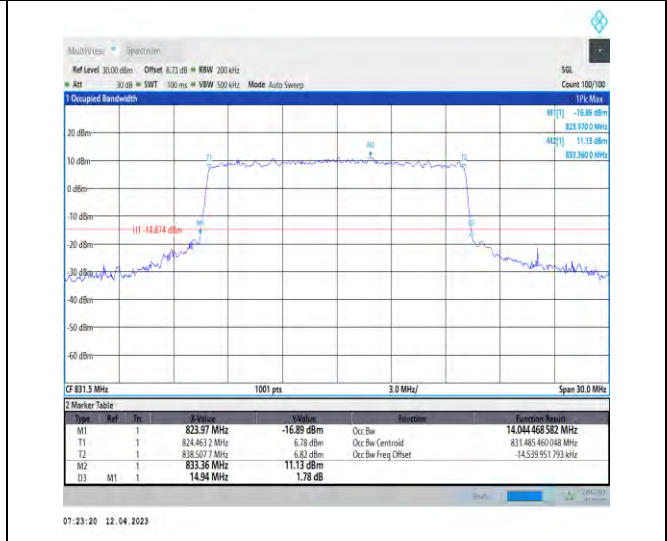 MultiView Spectrum
Ref Level 30.00 dBm Offset 8.73 dB RBW 200 kHz SGL
Att 30 dB SWT 100 ms VBW 500 kHz Mode Auto Sweep Count 100/100
1 Occupied Bandwidth 1Pk Max
M1[1] -16.89 dBm
823.970 0 MHz
M2[1] 11.13 dBm
833.360 0 MHz
20 dBm
10 dBm
T1 M2 T2
0 dBm
-10 dBm
M1
H1 -14.874 dBm
-20 dBm
-30 dBm
-40 dBm
-50 dBm
-60 dBm
CF 831.5 MHz 1001 pts 3.0 MHz/ Span 30.0 MHz
2 Marker Table
Type Ref Trc X-Value Y-Value Function Function Result
M1 1 823.97 MHz -16.89 dBm Occ Bw 14.044 468 582 MHz
T1 1 824.463 2 MHz 6.78 dBm Occ Bw Centroid 831.485 460 048 MHz
T2 1 838.507 7 MHz 6.82 dBm Occ Bw Freq Offset -14.539 951 793 kHz
M2 1 833.36 MHz 11.13 dBm
D3 M1 1 14.94 MHz 1.78 dB
07:23:20 12.04.2023